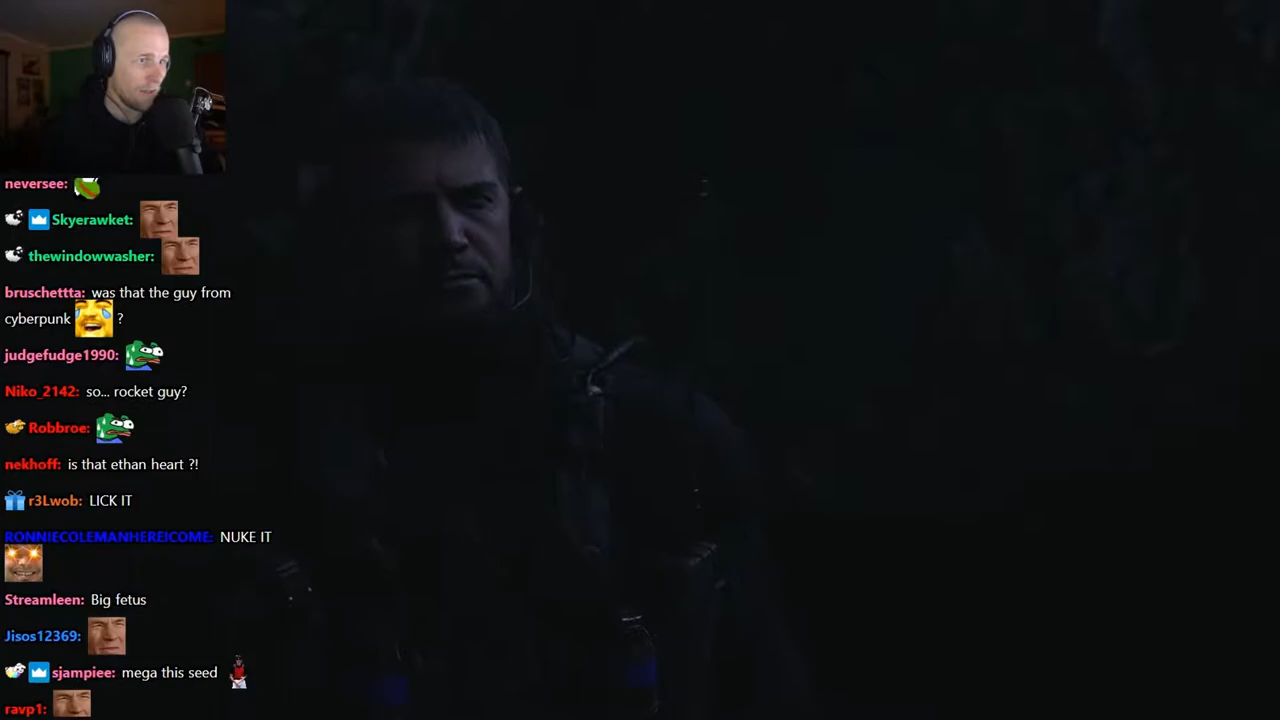 neversee:
Skyerawket:
thewindowwasher:
bruschettta: was that the guy from
cyberpunk ?
judgefudge1990:
Niko_2142: so... rocket guy?
Robbroe:
nekhoff: is that ethan heart ?!
r3Lwob: LICK IT
RONNIECOLEMANHEREICOME: NUKE IT
Streamleen: Big fetus
Jisos12369:
sjampiee: mega this seed
ravp1: